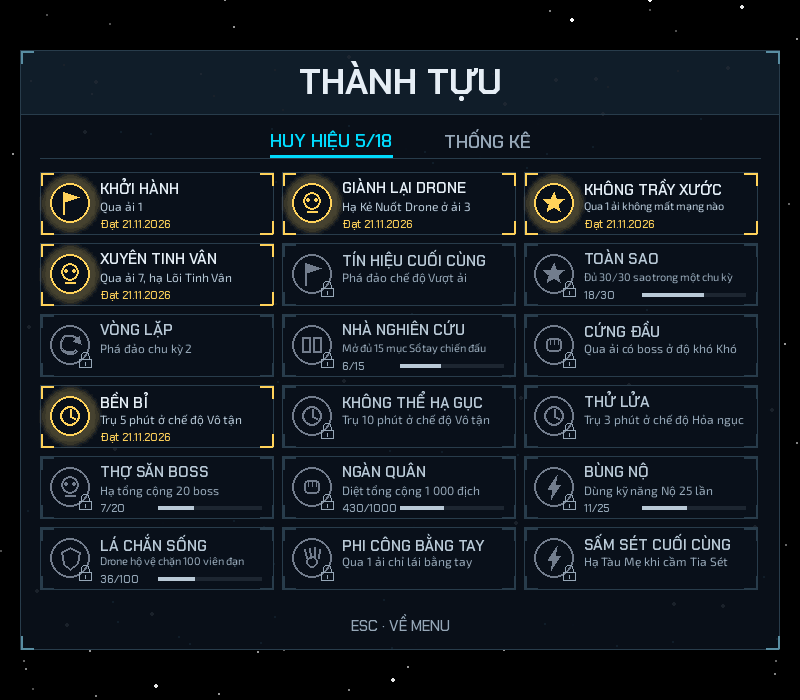 THÀNH TỰU
HUY HIỆU 5/18
THỐNG KÊ
KHỞI HÀNH
Qua ải 1
Đạt 21.11.2026
GIÀNH LẠI DRONE
Hạ Kẻ Nuốt Drone ở ải 3
Đạt 21.11.2026
KHÔNG TRẦY XƯỚC
Qua 1 ải không mất mạng nào
Đạt 21.11.2026
XUYÊN TINH VÂN
Qua ải 7, hạ Lõi Tinh Vân
Đạt 21.11.2026
TÍN HIỆU CUỐI CÙNG
Phá đảo chế độ Vượt ải
TOÀN SAO
Đủ 30/30 sao trong một chu kỳ
18/30
VÒNG LẶP
Phá đảo chu kỳ 2
NHÀ NGHIÊN CỨU
Mở đủ 15 mục Sổ tay chiến đấu
6/15
CỨNG ĐẦU
Qua ải có boss ở độ khó Khó
BỀN BỈ
Trụ 5 phút ở chế độ Vô tận
Đạt 21.11.2026
KHÔNG THỂ HẠ GỤC
Trụ 10 phút ở chế độ Vô tận
THỬ LỬA
Trụ 3 phút ở chế độ Hỏa ngục
THỢ SĂN BOSS
Hạ tổng cộng 20 boss
7/20
NGÀN QUÂN
Diệt tổng cộng 1 000 địch
430/1000
BÙNG NỘ
Dùng kỹ năng Nộ 25 lần
11/25
LÁ CHẮN SỐNG
Drone hộ vệ chặn 100 viên đạn
36/100
PHI CÔNG BẰNG TAY
Qua 1 ải chỉ lái bằng tay
SẤM SÉT CUỐI CÙNG
Hạ Tàu Mẹ khi cầm Tia Sét
ESC · VỀ MENU